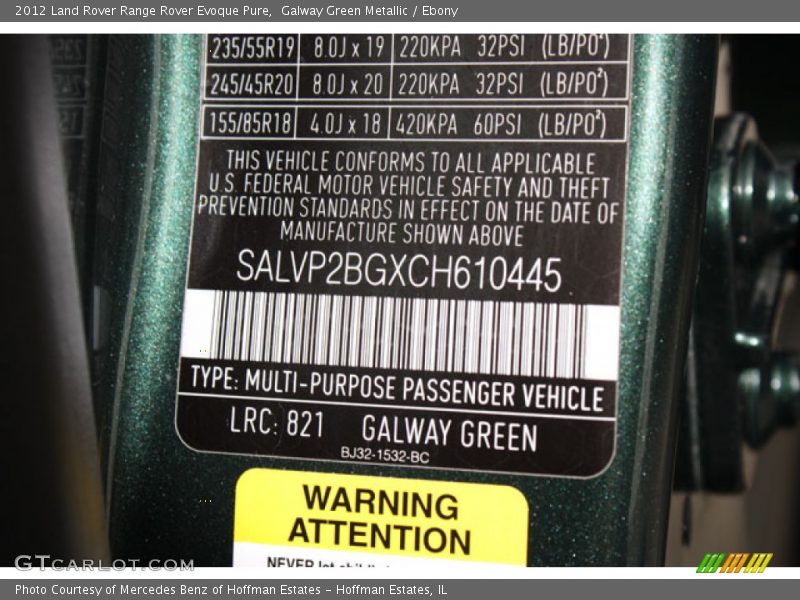 2012 Land Rover Range Rover Evoque Pure,  Galway Green Metallic / Ebony
235/55R19 8.0J x 19 220KPA 32PSI (LB/PO²)
245/45R20 8.0J x 20 220KPA 32PSI (LB/PO²)
155/85R18 4.0J x 18 420KPA 60PSI (LB/PO²)
THIS VEHICLE CONFORMS TO ALL APPLICABLE
U.S. FEDERAL MOTOR VEHICLE SAFETY AND THEFT
PREVENTION STANDARDS IN EFFECT ON THE DATE OF
MANUFACTURE SHOWN ABOVE
SALVP2BGXCH610445
TYPE: MULTI-PURPOSE PASSENGER VEHICLE
LRC: 821 GALWAY GREEN
BJ32-1532-BC
WARNING
ATTENTION
NEVER let
GTCARLOT.COM
Photo Courtesy of Mercedes Benz of Hoffman Estates - Hoffman Estates, IL